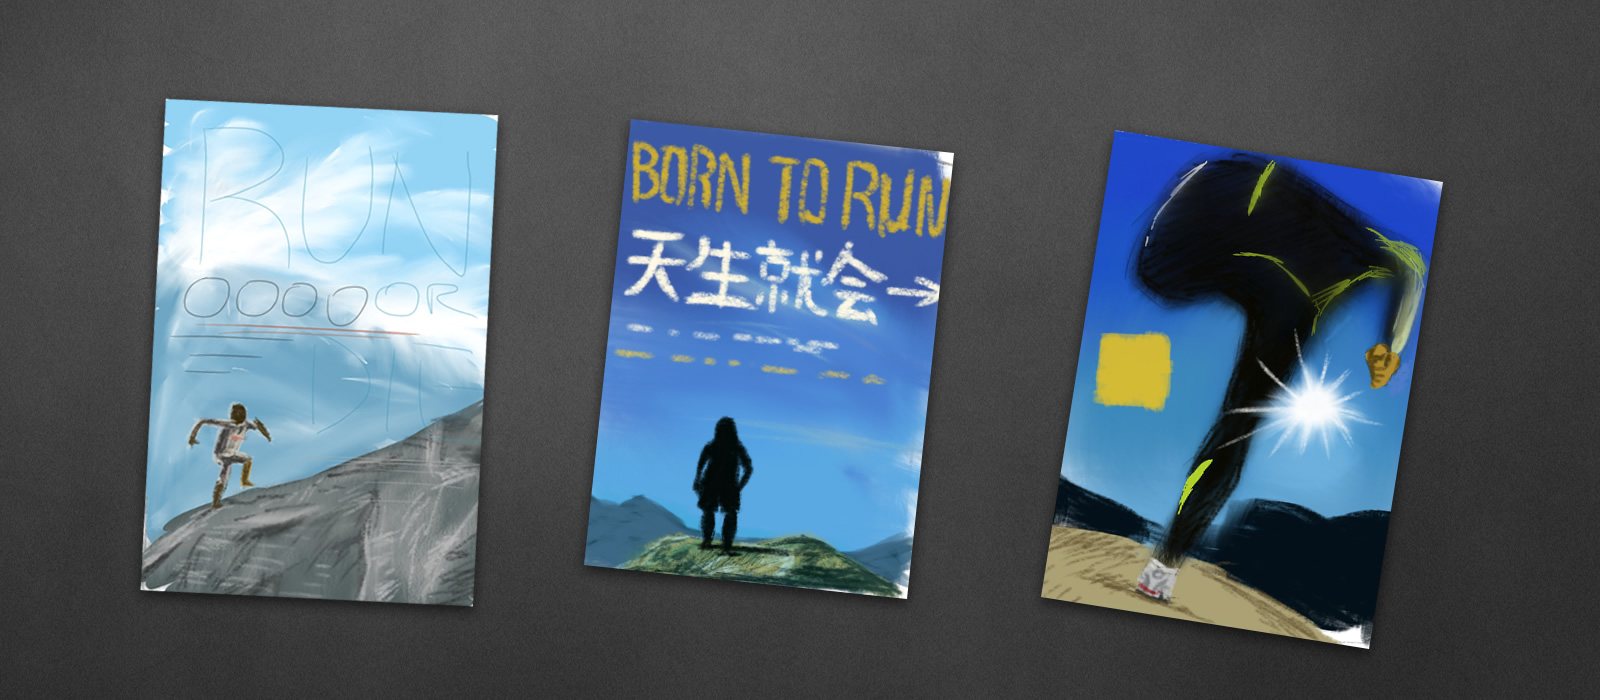 RUN
OOOOOR
DIE
BORN TO RUN
天生就会→